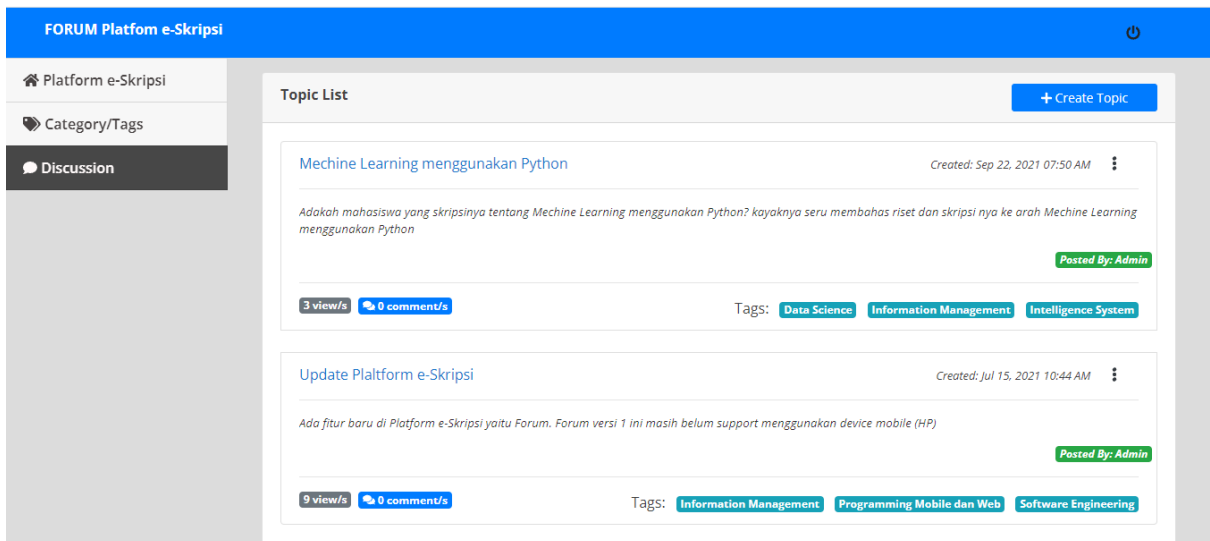 FORUM Platfom e-Skripsi
Platform e-Skripsi
Category/Tags
Discussion
Topic List
+ Create Topic
Mechine Learning menggunakan Python
Created: Sep 22, 2021 07:50 AM
Adakah mahasiswa yang skripsinya tentang Mechine Learning menggunakan Python? kayaknya seru membahas riset dan skripsi nya ke arah Mechine Learning
menggunakan Python
Posted By: Admin
3 view/s 0 comment/s Tags: Data Science Information Management Intelligence System
Update Plaltform e-Skripsi
Created: Jul 15, 2021 10:44 AM
Ada fitur baru di Platform e-Skripsi yaitu Forum. Forum versi 1 ini masih belum support menggunakan device mobile (HP)
Posted By: Admin
9 view/s 0 comment/s Tags: Information Management Programming Mobile dan Web Software Engineering